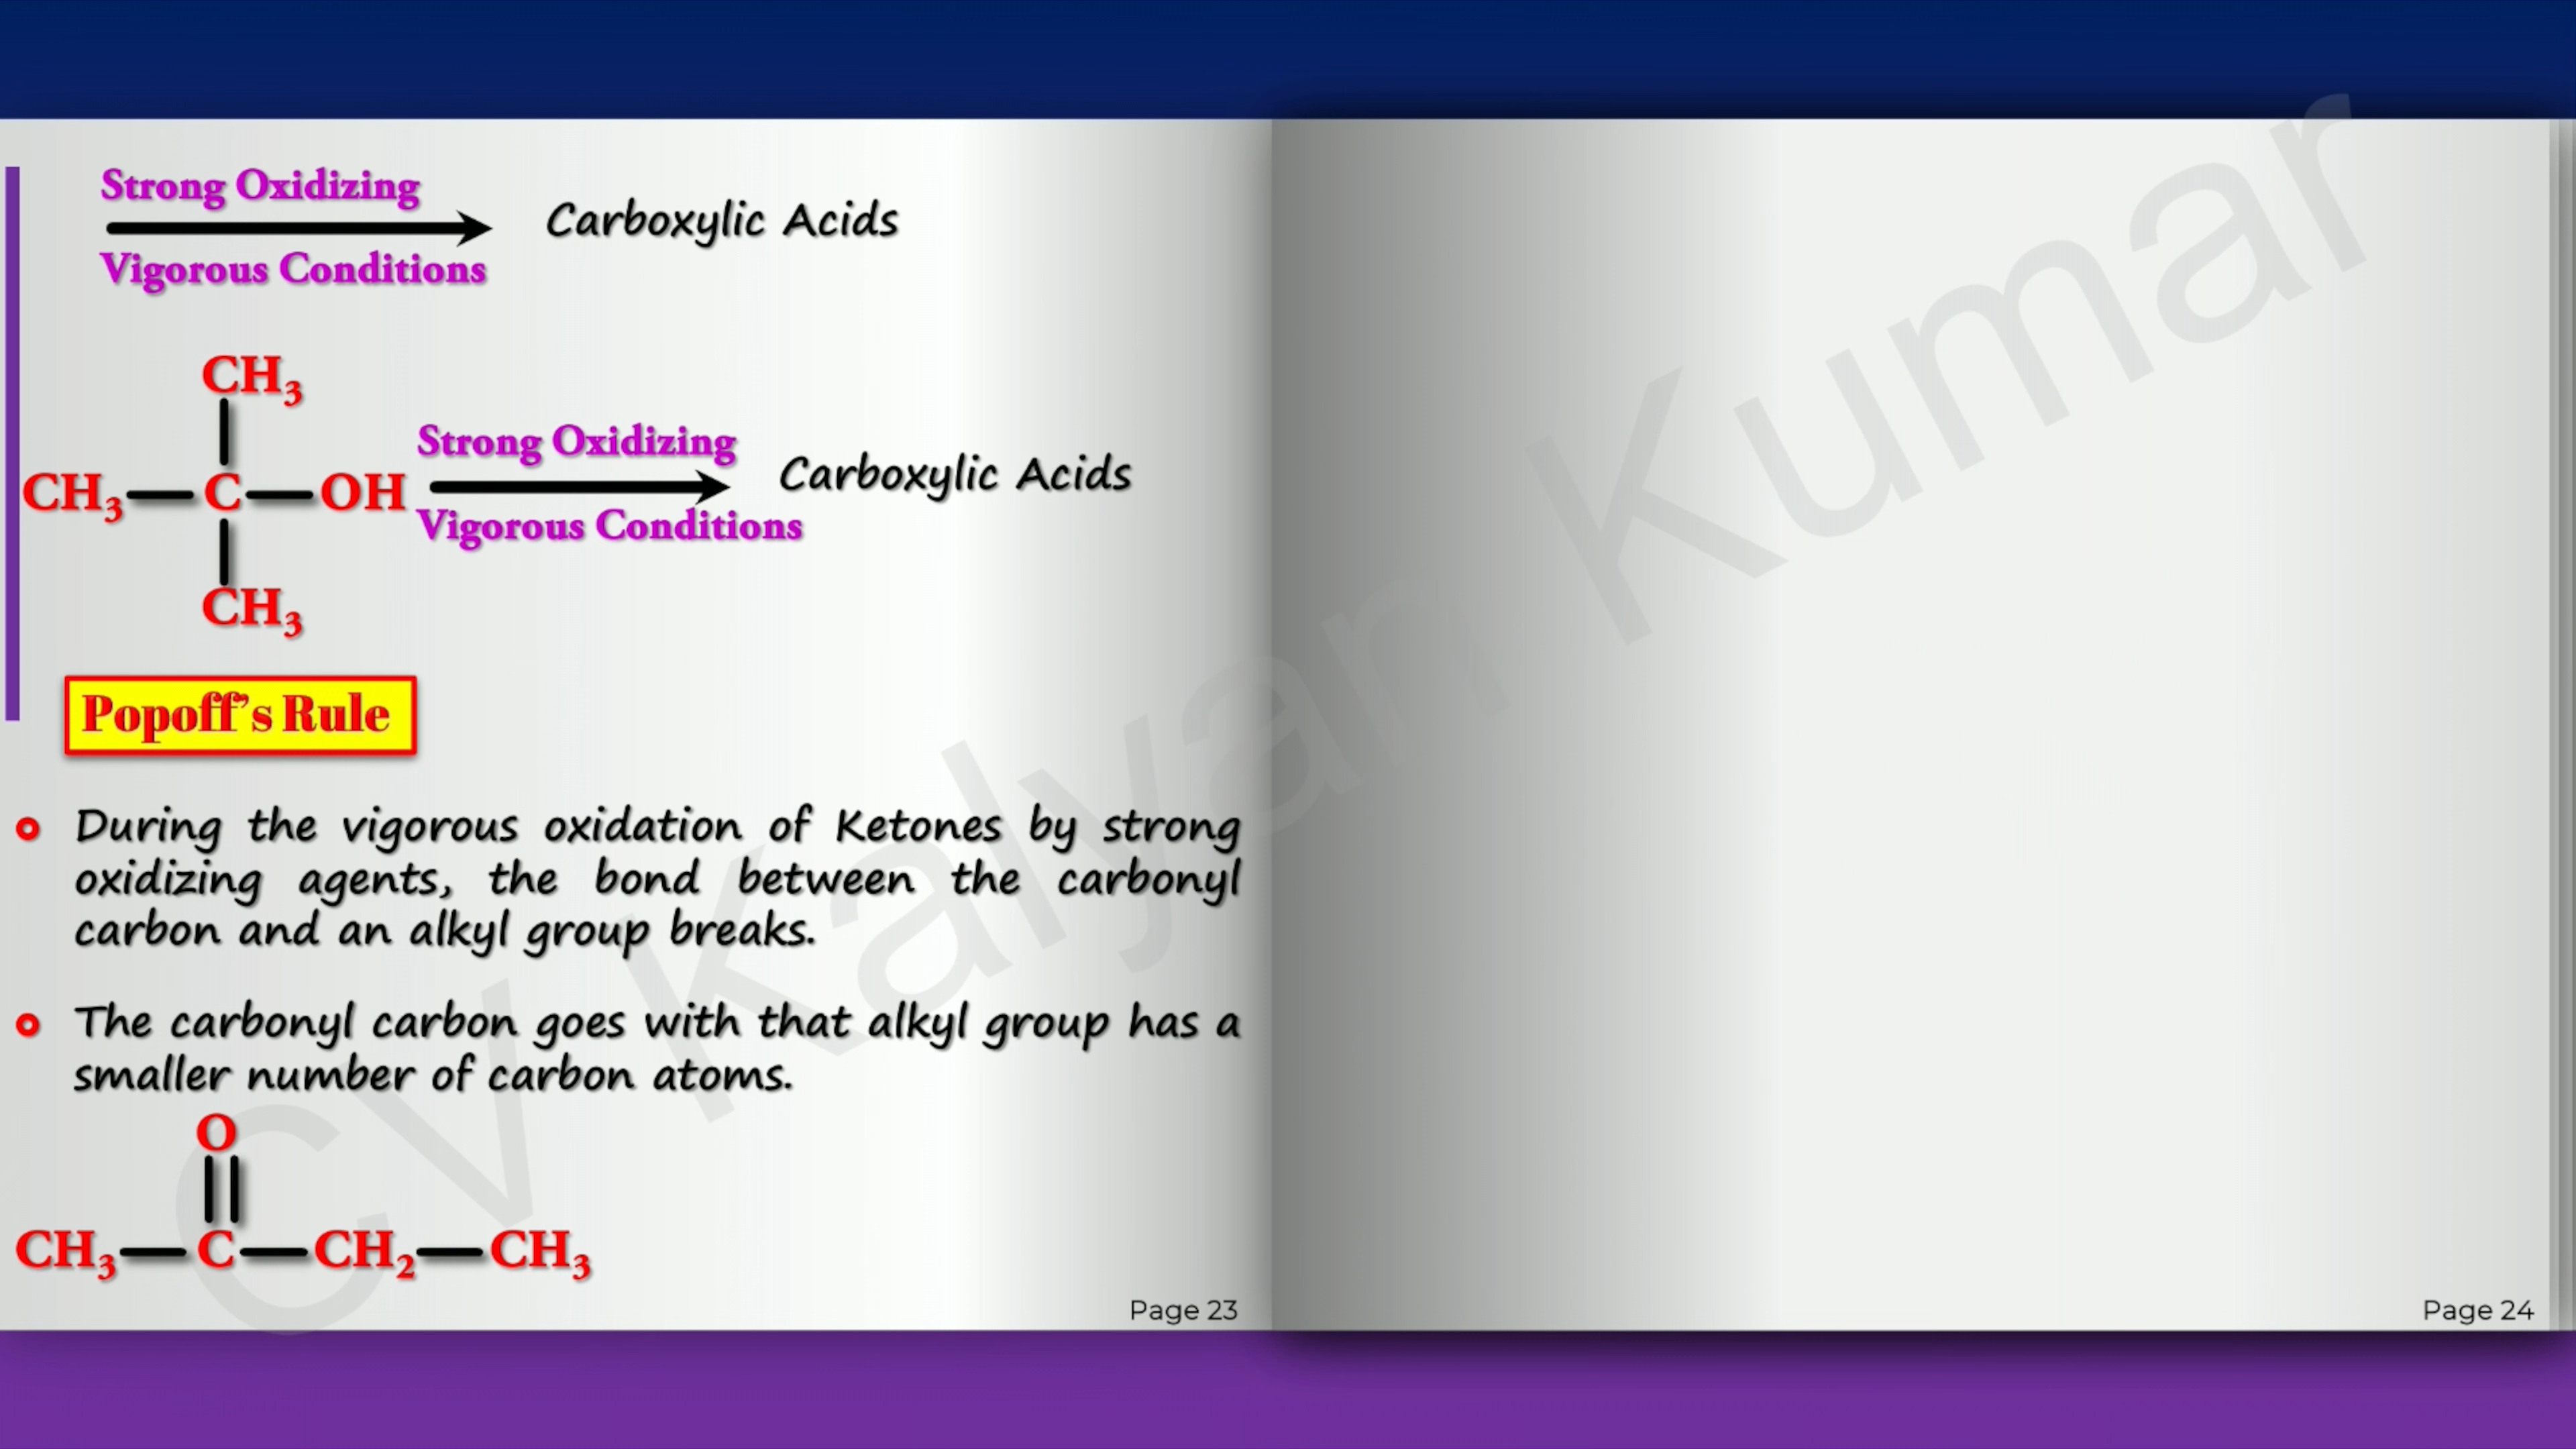 Strong Oxidizing
Carboxylic Acids
Vigorous Conditions
CH₃
CH₃—C—OH
CH₃
Strong Oxidizing
Carboxylic Acids
Vigorous Conditions
Popoff's Rule
During the vigorous oxidation of Ketones by strong
oxidizing agents, the bond between the carbonyl
carbon and an alkyl group breaks.
The carbonyl carbon goes with that alkyl group has a
smaller number of carbon atoms.
O
CH₃—C—CH₂—CH₃
Page 23
Page 24
CV Kalyan Kumar